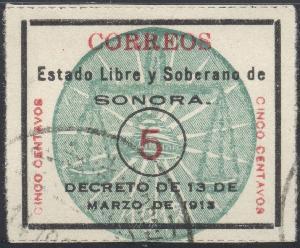 CORREOS
Estado Libre y Soberano de
SONORA.
CINCO CENTAVOS
5
CINCO CENTAVOS
DECRETO DE 13 DE
MARZO DE 1913